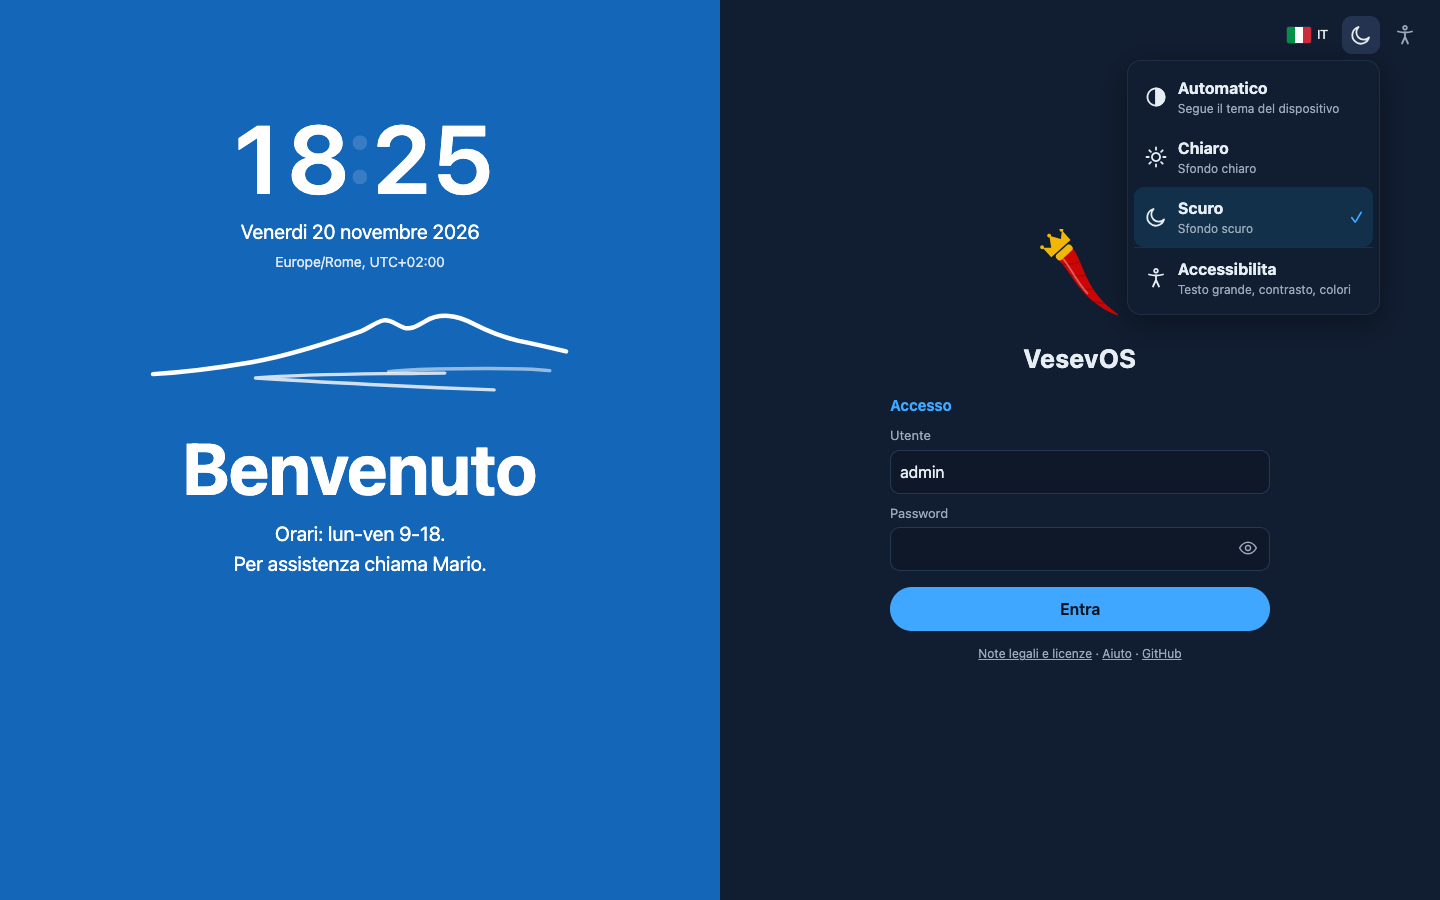 18:25
Venerdi 20 novembre 2026
Europe/Rome, UTC+02:00
Benvenuto
Orari: lun-ven 9-18.
Per assistenza chiama Mario.
IT
Automatico
Segue il tema del dispositivo
Chiaro
Sfondo chiaro
Scuro
Sfondo scuro
Accessibilita
Testo grande, contrasto, colori
VesevOS
Accesso
Utente
admin
Password
Entra
Note legali e licenze · Aiuto · GitHub